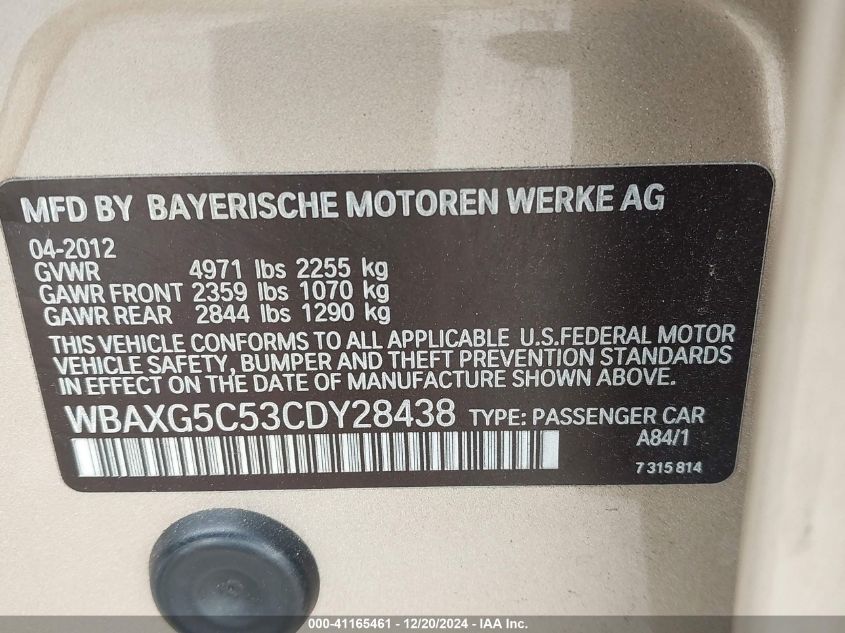 MFD BY BAYERISCHE MOTOREN WERKE AG
04-2012
GVWR 4971 lbs 2255 kg
GAWR FRONT 2359 lbs 1070 kg
GAWR REAR 2844 lbs 1290 kg
THIS VEHICLE CONFORMS TO ALL APPLICABLE U.S.FEDERAL MOTOR
VEHICLE SAFETY, BUMPER AND THEFT PREVENTION STANDARDS
IN EFFECT ON THE DATE OF MANUFACTURE SHOWN ABOVE.
WBAXG5C53CDY28438 TYPE: PASSENGER CAR
A84/1
7 315 814
000-41165461 - 12/20/2024 - IAA Inc.